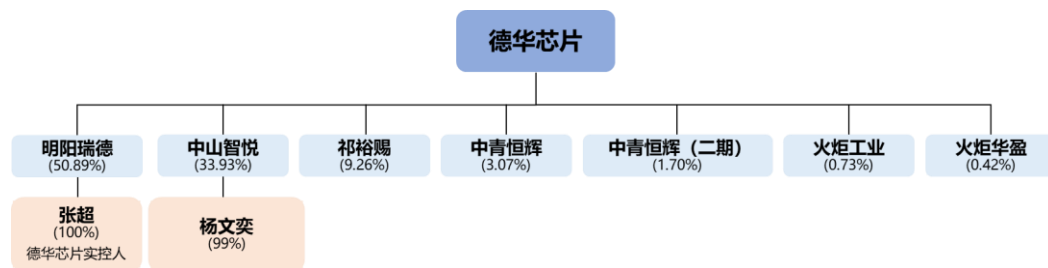 德华芯片
明阳瑞德
(50.89%)
中山智悦
(33.93%)
祁裕赐
(9.26%)
中青恒辉
(3.07%)
中青恒辉（二期）
(1.70%)
火炬工业
(0.73%)
火炬华盈
(0.42%)
张超
(100%)
德华芯片实控人
杨文奕
(99%)